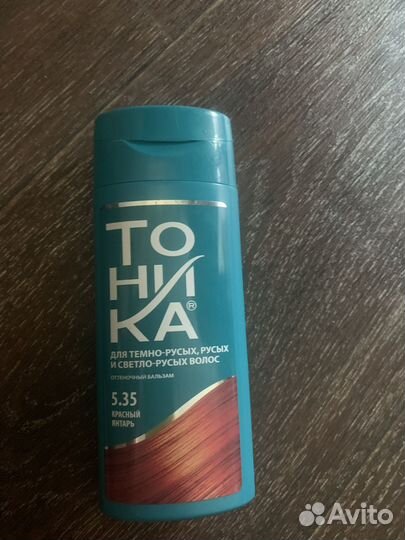 ТО
НИ
КА®
ДЛЯ ТЕМНО-РУСЫХ, РУСЫХ
И СВЕТЛО-РУСЫХ ВОЛОС
ОТТЕНОЧНЫЙ БАЛЬЗАМ
5.35
КРАСНЫЙ
ЯНТАРЬ
Avito